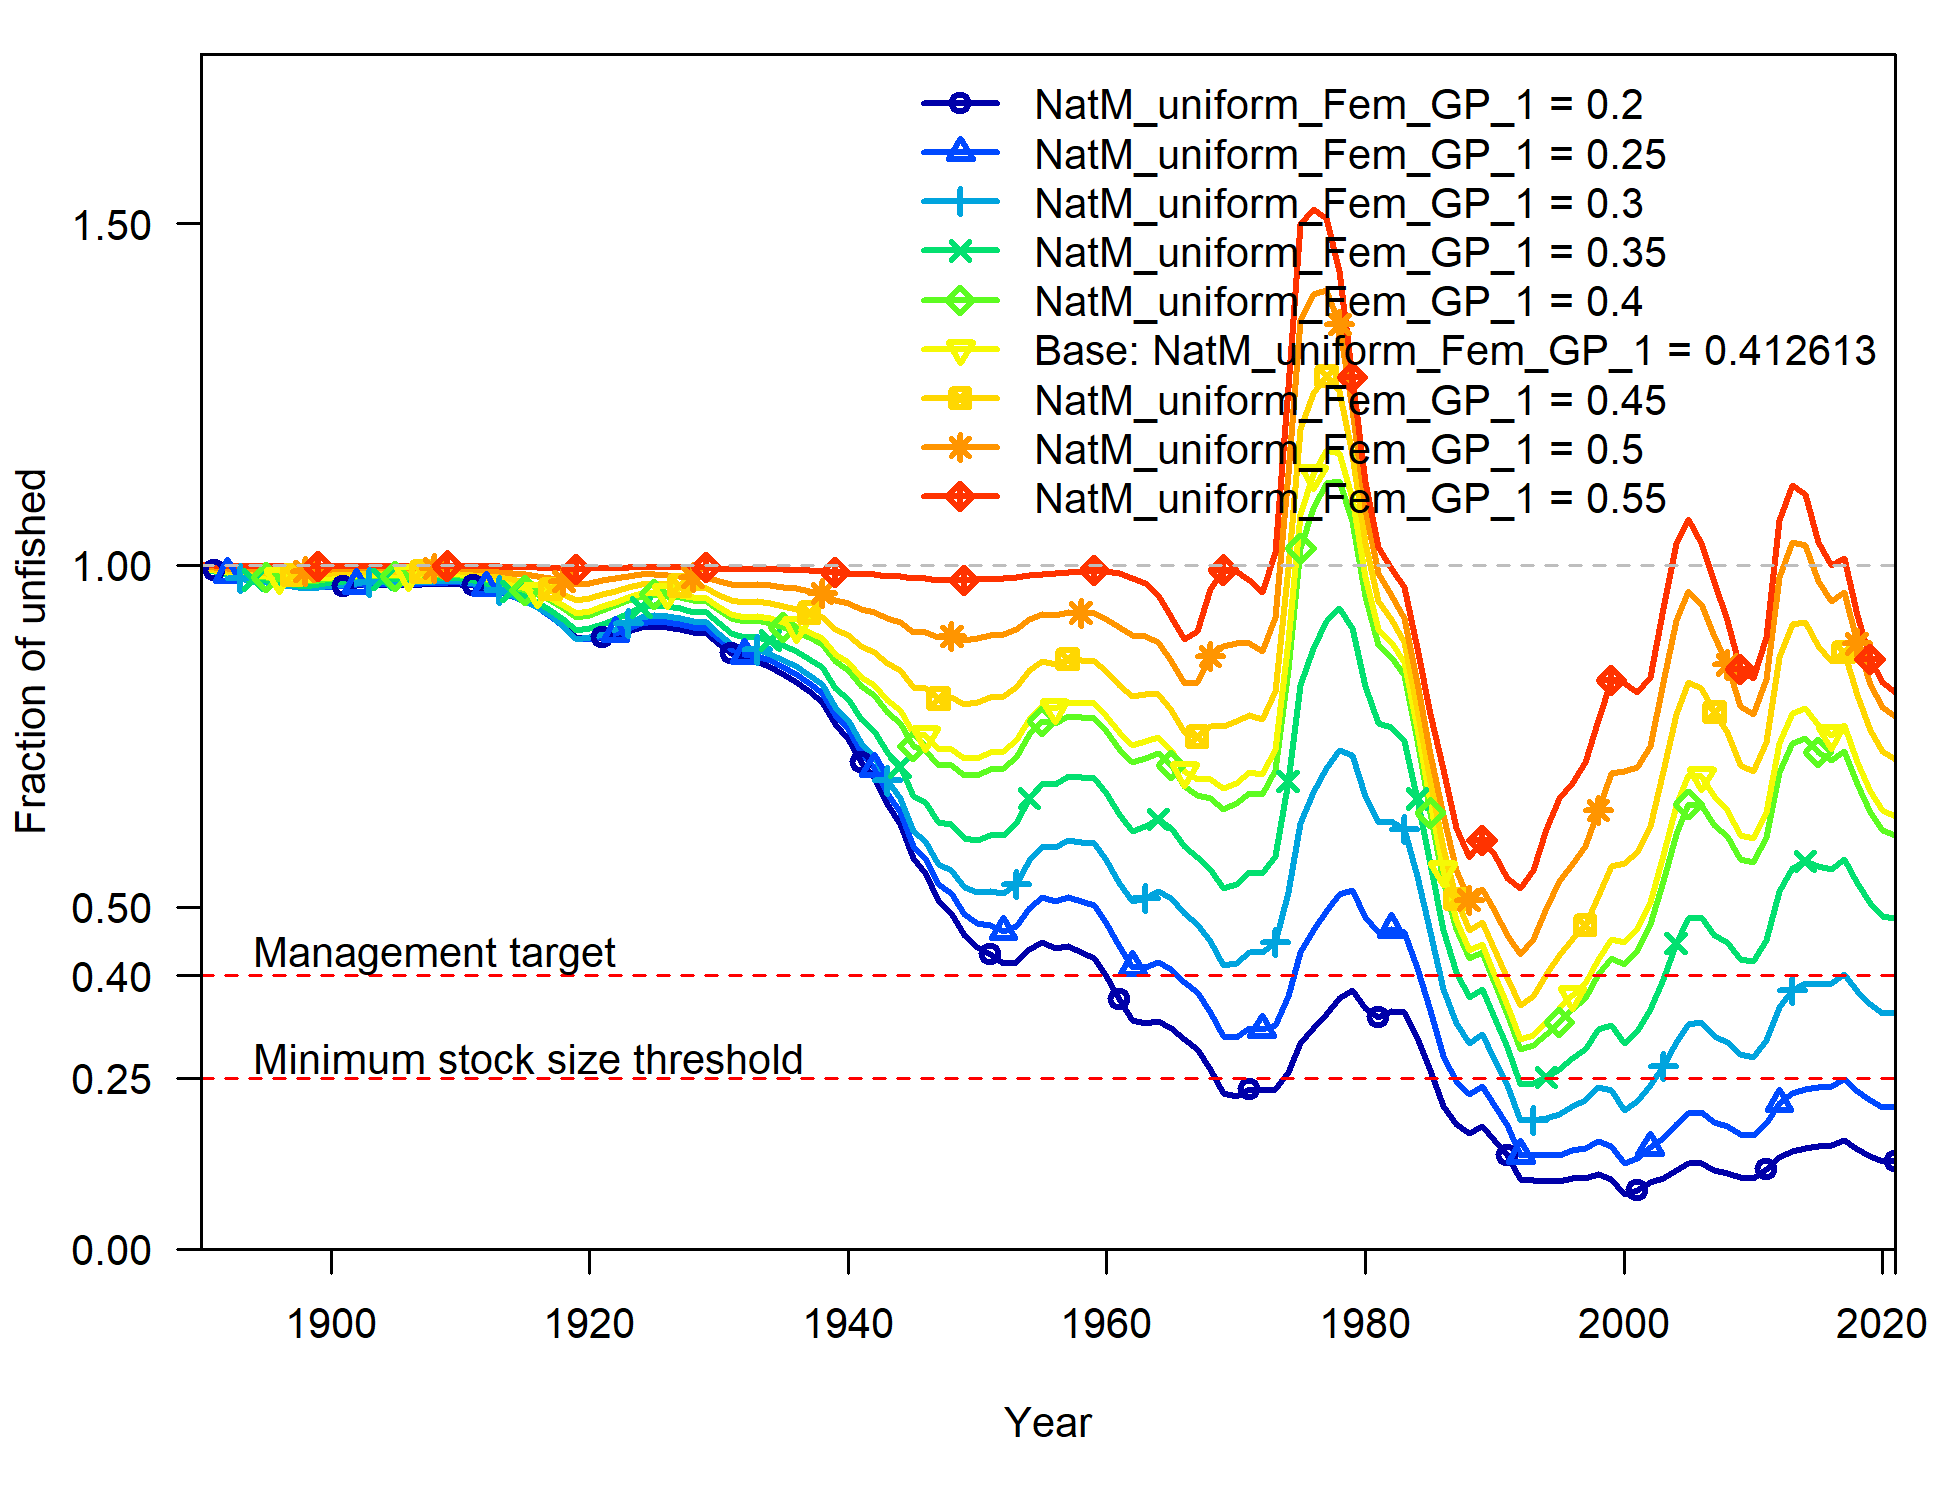 NatM_uniform_Fem_GP_1 = 0.2
NatM_uniform_Fem_GP_1 = 0.25
NatM_uniform_Fem_GP_1 = 0.3
NatM_uniform_Fem_GP_1 = 0.35
NatM_uniform_Fem_GP_1 = 0.4
Base: NatM_uniform_Fem_GP_1 = 0.412613
NatM_uniform_Fem_GP_1 = 0.45
NatM_uniform_Fem_GP_1 = 0.5
NatM_uniform_Fem_GP_1 = 0.55
Fraction of unfished
1.50
1.00
0.50
0.40
0.25
0.00
Management target
Minimum stock size threshold
1900 1920 1940 1960 1980 2000 2020
Year